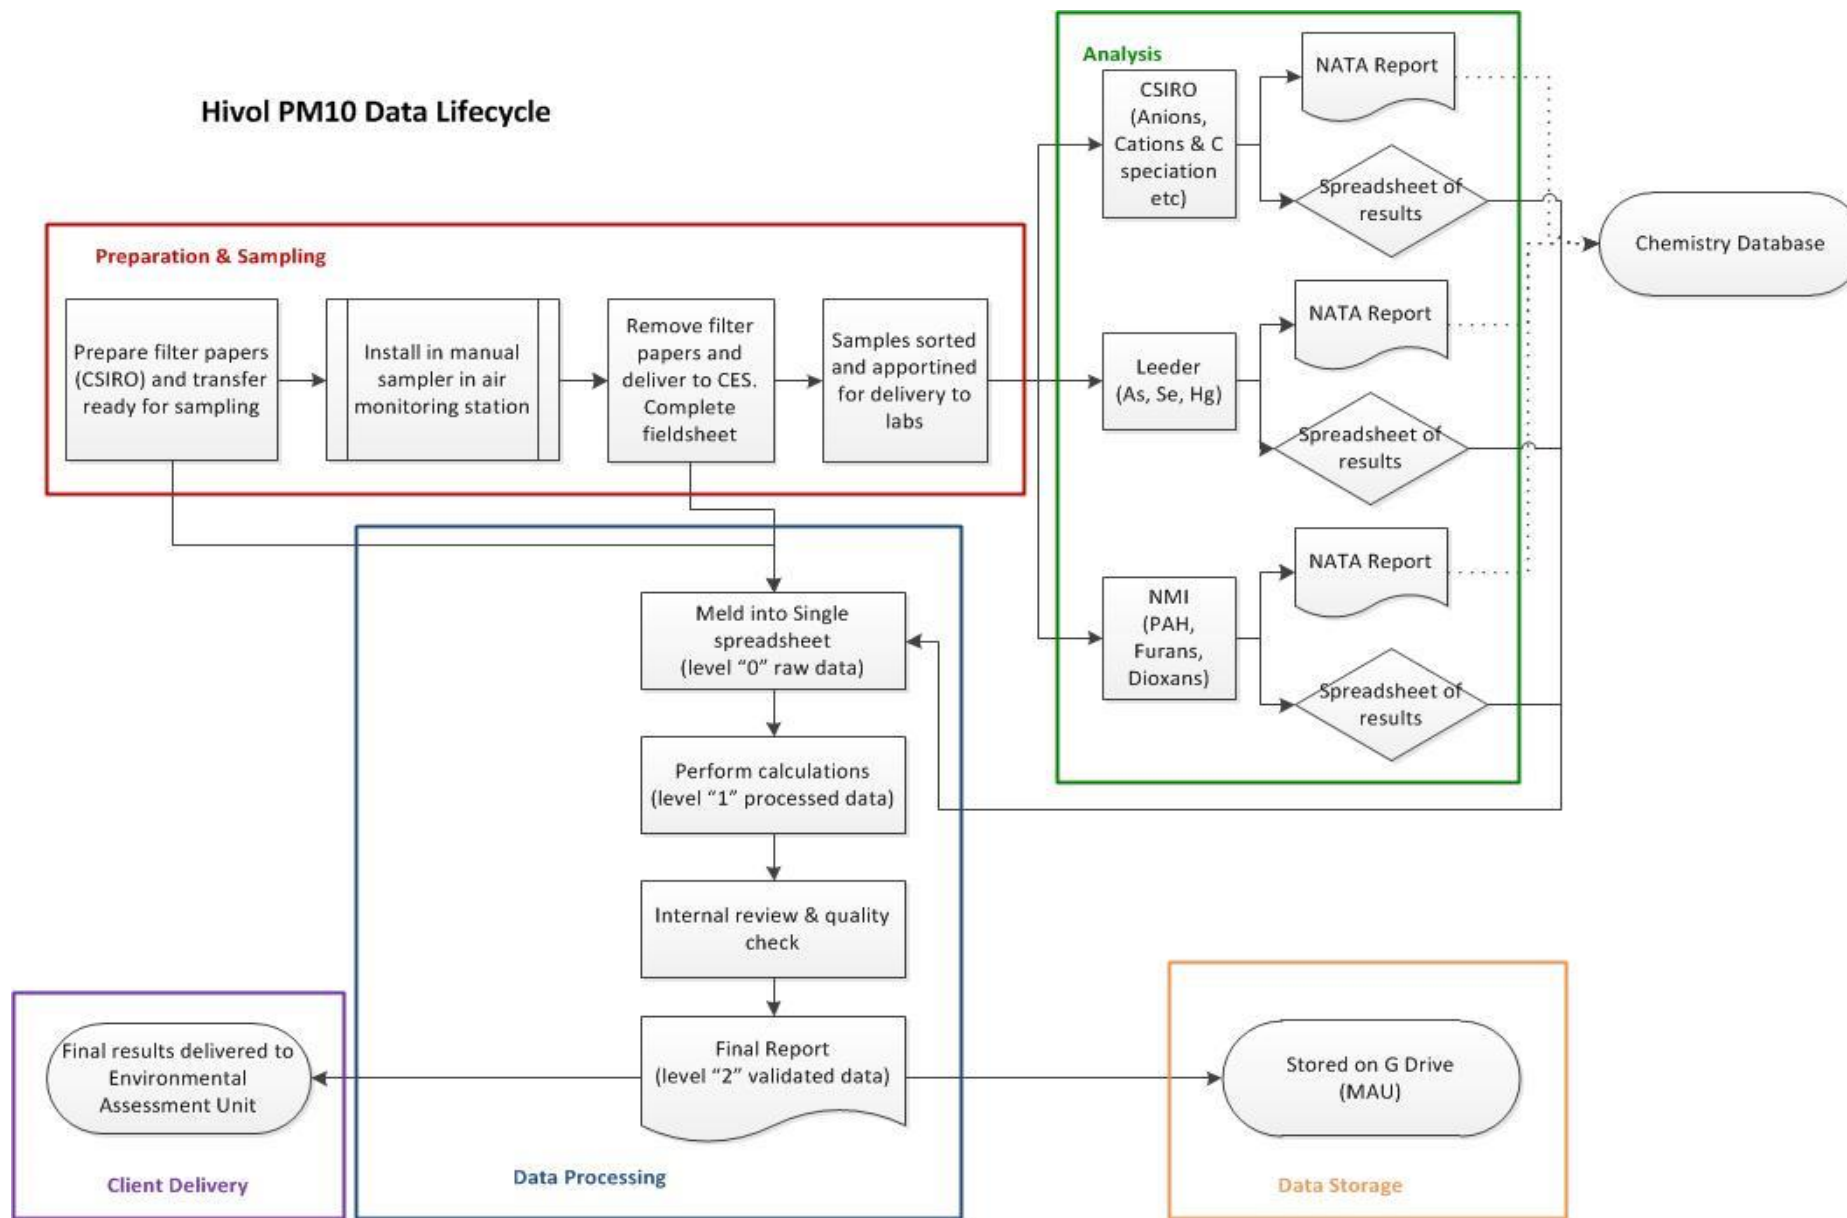 Hivol PM10 Data Lifecycle
Preparation & Sampling
Prepare filter papers
(CSIRO) and transfer
ready for sampling
Install in manual
sampler in air
monitoring station
Remove filter
papers and
deliver to CES.
Complete
fieldsheet
Samples sorted
and apportined
for delivery to
labs
Analysis
CSIRO
(Anions,
Cations & C
speciation
etc)
NATA Report
Spreadsheet of
results
Leeder
(As, Se, Hg)
NATA Report
Spreadsheet of
results
NMI
(PAH,
Furans,
Dioxans)
NATA Report
Spreadsheet of
results
Chemistry Database
Meld into Single
spreadsheet
(level “0” raw data)
Perform calculations
(level “1” processed data)
Internal review & quality
check
Final Report
(level “2” validated data)
Data Processing
Final results delivered to
Environmental
Assessment Unit
Client Delivery
Stored on G Drive
(MAU)
Data Storage